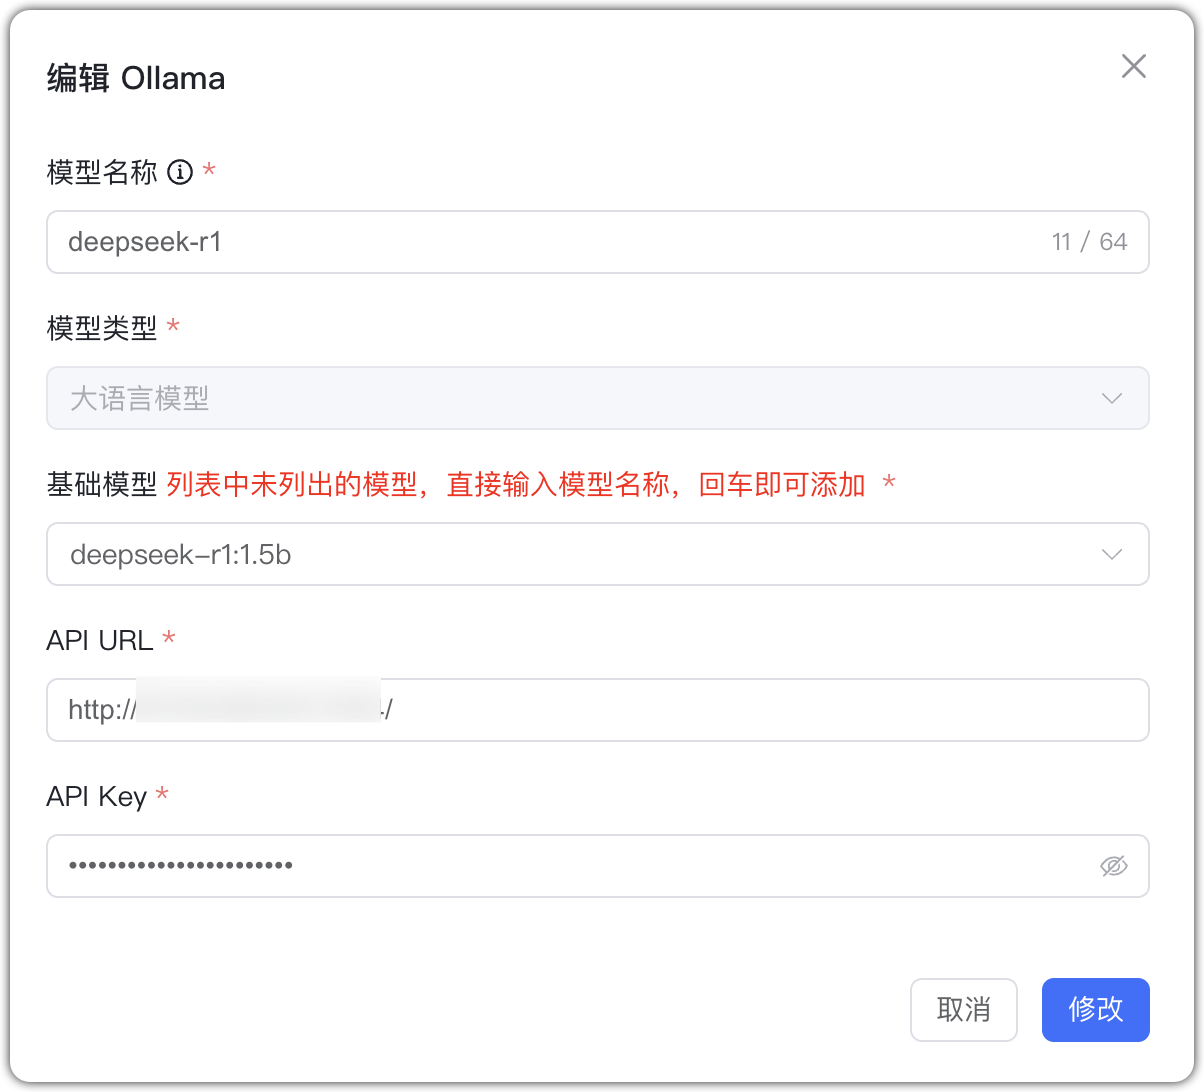 编辑 Ollama
模型名称 *
deepseek-r1 11 / 64
模型类型 *
大语言模型
基础模型 列表中未列出的模型，直接输入模型名称，回车即可添加 *
deepseek-r1:1.5b
API URL *
http:// /
API Key *
•••••••••••••••••••••••
取消 修改